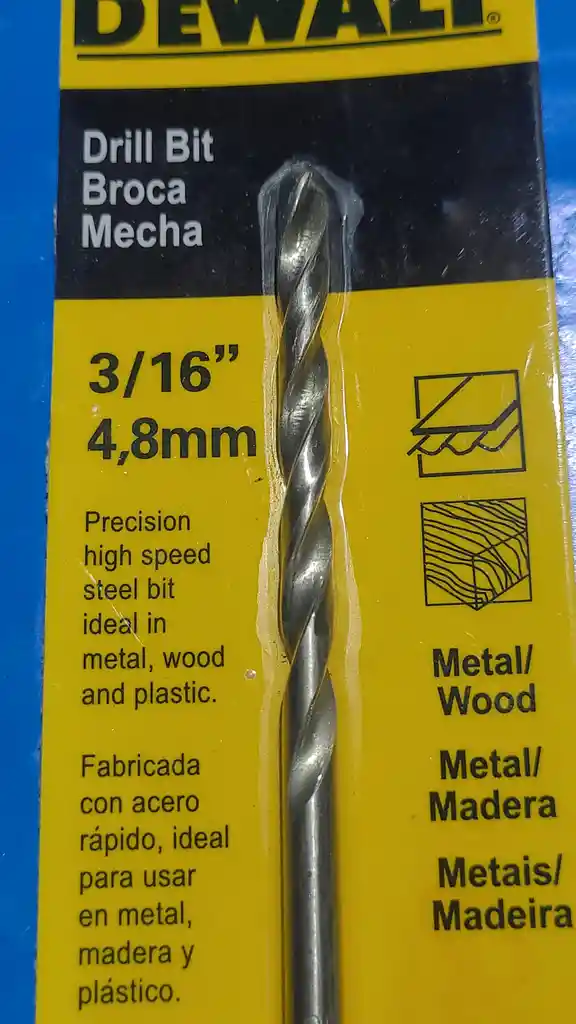 DEWALT®
Drill Bit
Broca
Mecha
3/16”
4,8mm
Precision
high speed
steel bit
ideal in
metal, wood
and plastic.
Fabricada
con acero
rápido, ideal
para usar
en metal,
madera y
plástico.
Metal/
Wood
Metal/
Madera
Metais/
Madeira